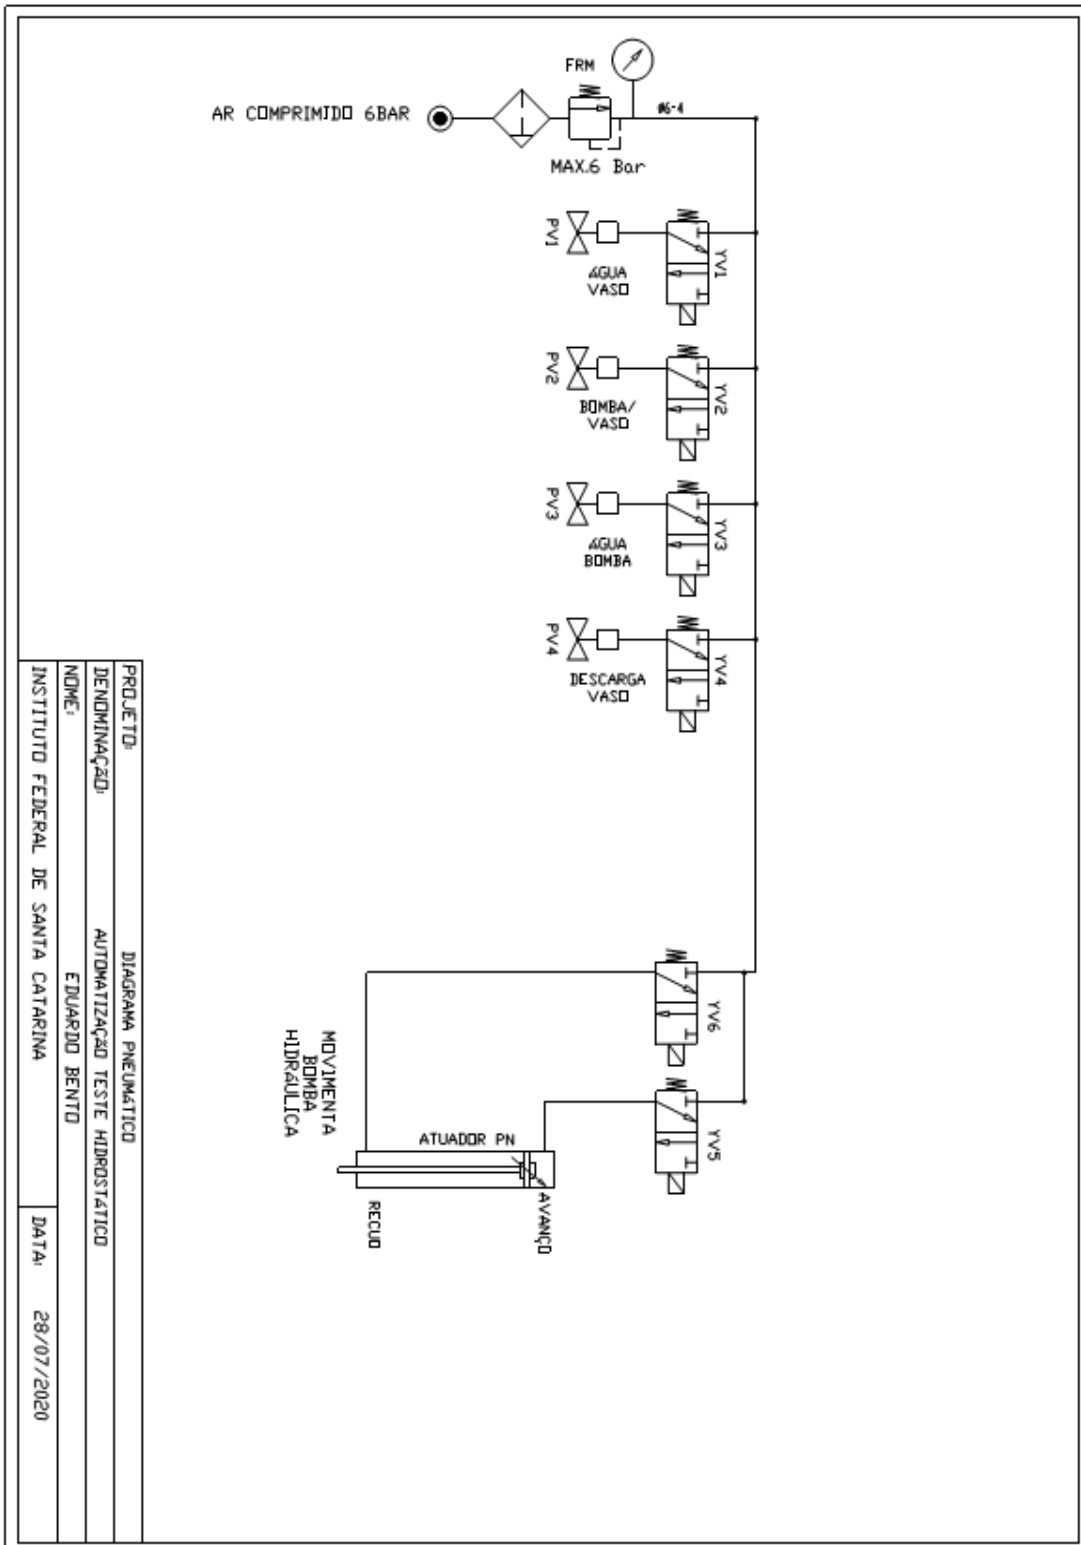 FRM
AR COMPRIMIDO 6BAR
Ø6-4
MAX.6 Bar
PV1
ÁGUA
VASO
YV1
PV2
BOMBA/
VASO
YV2
PV3
ÁGUA
BOMBA
YV3
PV4
DESCARGA
VASO
YV4
YV6
YV5
MOVIMENTA
BOMBA
HIDRÁULICA
ATUADOR PN
AVANÇO
RECUO
PROJETO: DIAGRAMA PNEUMÁTICO
DENOMINAÇÃO: AUTOMATIZAÇÃO TESTE HIDROSTÁTICO
NOME: EDUARDO BENTO
INSTITUTO FEDERAL DE SANTA CATARINA
DATA: 28/07/2020